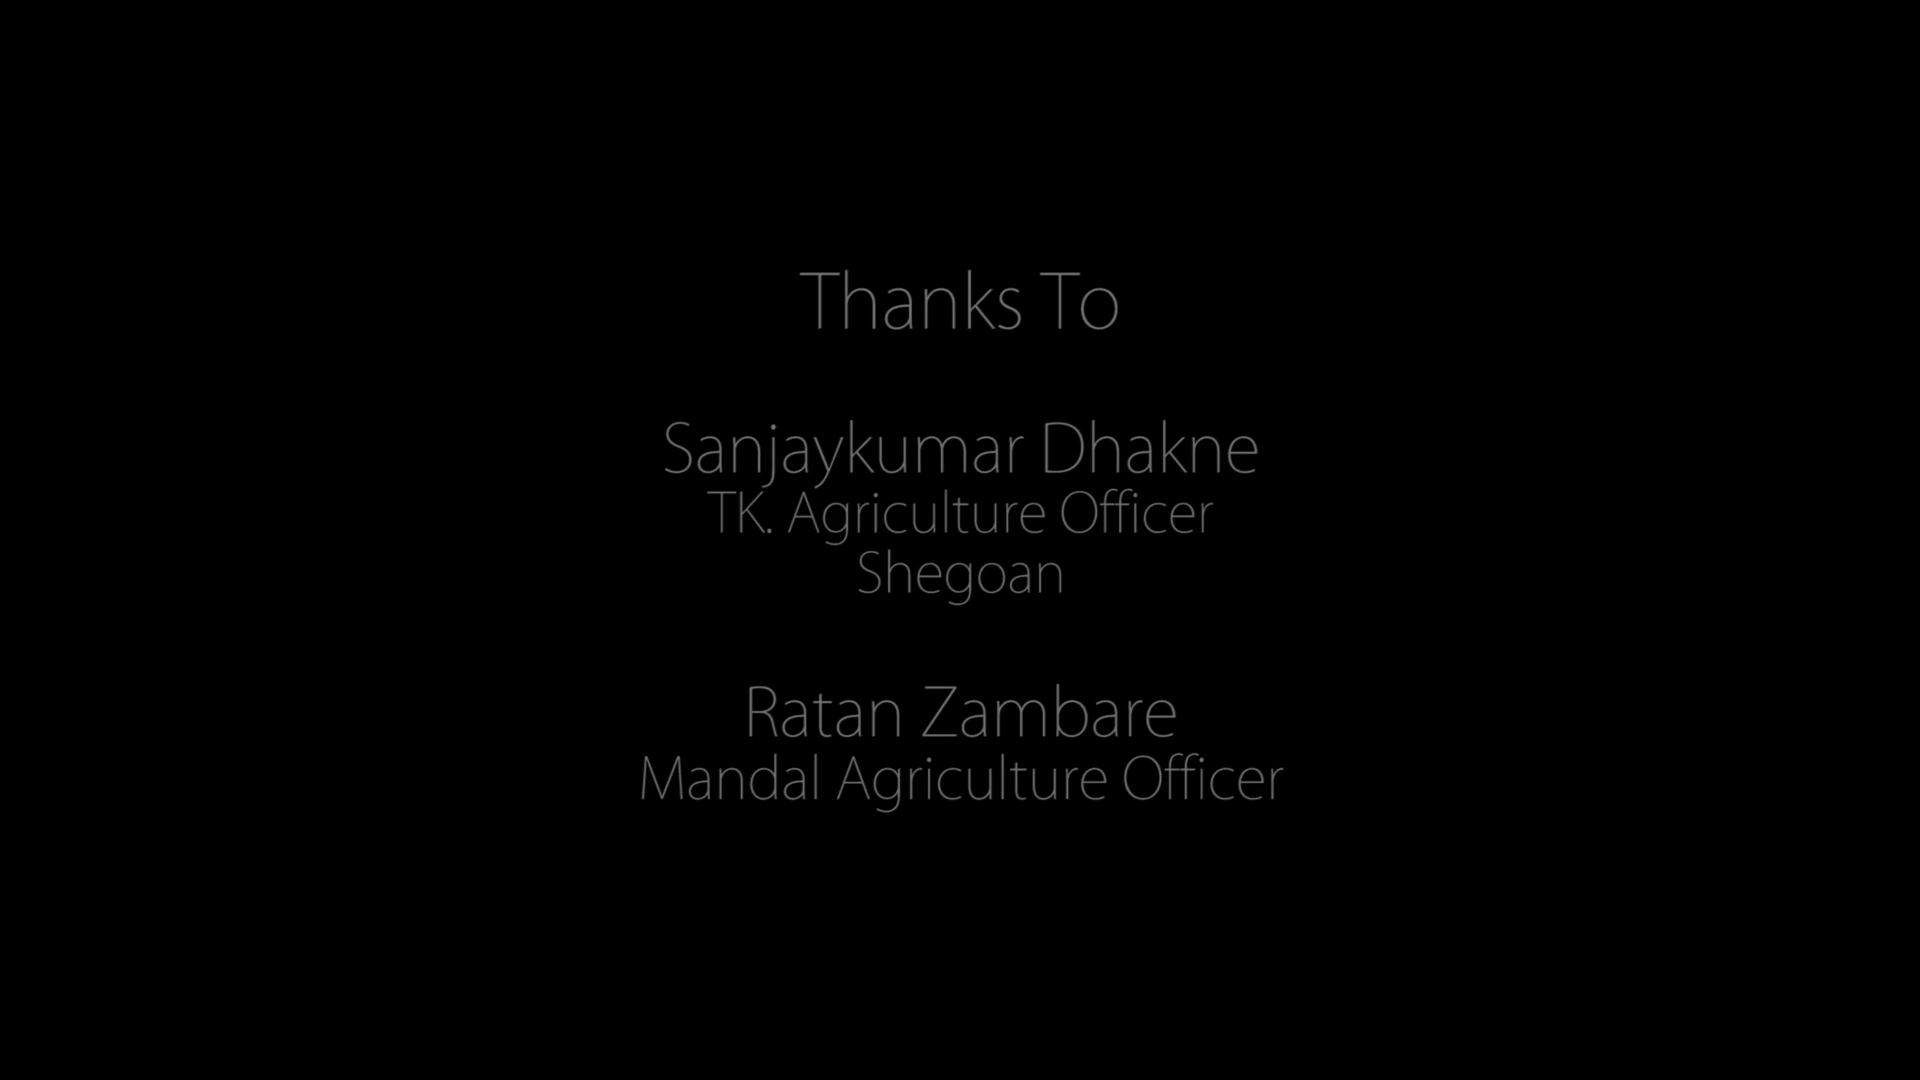 Thanks To
Sanjaykumar Dhakne
TK. Agriculture Officer
Shegoan
Ratan Zambare
Mandal Agriculture Officer